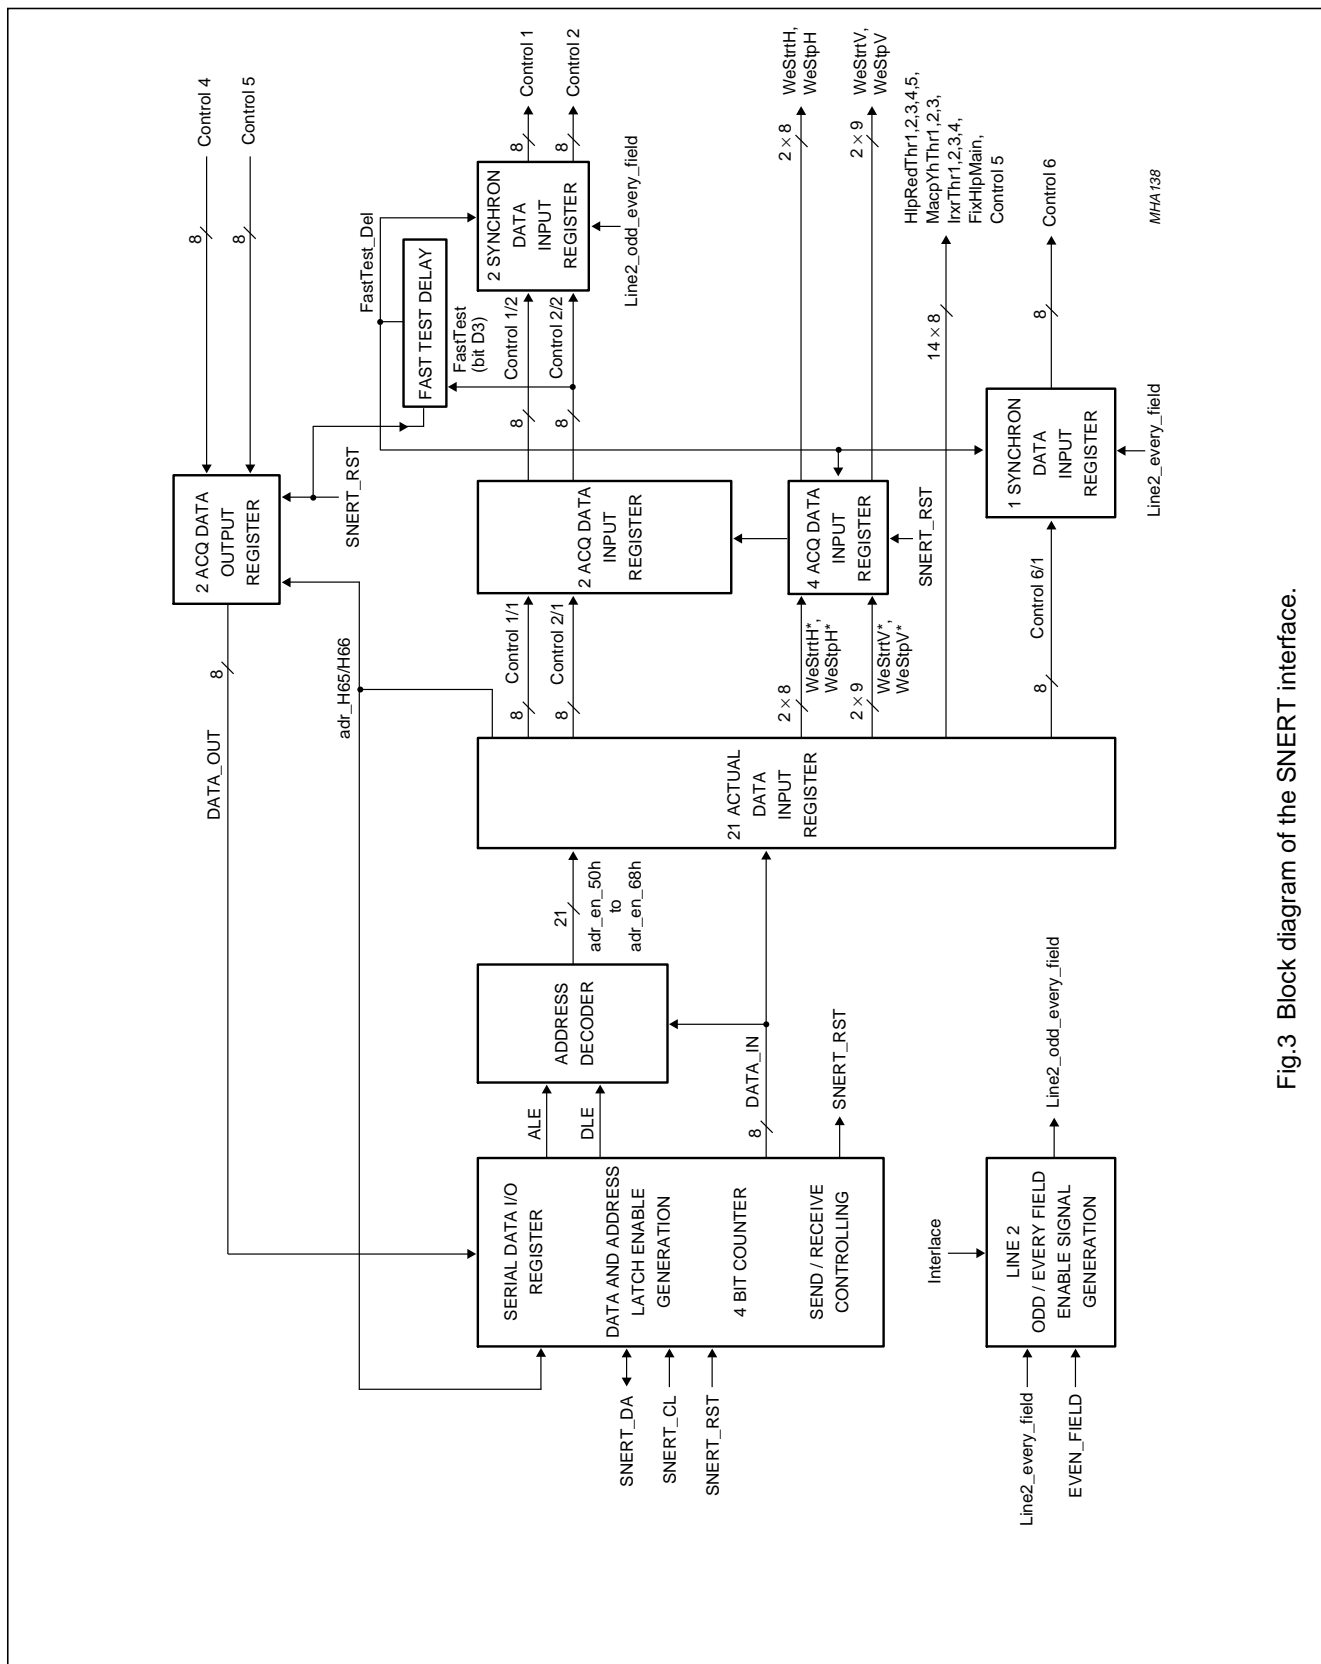 Control 4
Control 5
8
8
2 ACQ DATA
OUTPUT
REGISTER
SNERT_RST
DATA_OUT
8
adr_H65/H66
FastTest_Del
FAST TEST DELAY
FastTest
(bit D3)
SERIAL DATA I/O
REGISTER
DATA AND ADDRESS
LATCH ENABLE
GENERATION
4 BIT COUNTER
SEND / RECEIVE
CONTROLLING
SNERT_DA
SNERT_CL
SNERT_RST
ALE
DLE
8
DATA_IN
SNERT_RST
ADDRESS
DECODER
21
adr_en_50h
to
adr_en_68h
21 ACTUAL
DATA
INPUT
REGISTER
8
Control 1/1
8
Control 2/1
2 ACQ DATA
INPUT
REGISTER
8
Control 1/2
8
Control 2/2
2 SYNCHRON
DATA
INPUT
REGISTER
Line2_odd_every_field
8
Control 1
8
Control 2
2 × 8
WeStrtH*,
WeStpH*
2 × 9
WeStrtV*,
WeStpV*
4 ACQ DATA
INPUT
REGISTER
SNERT_RST
2 × 8
WeStrtH,
WeStpH
2 × 9
WeStrtV,
WeStpV
14 × 8
HlpRedThr1,2,3,4,5,
MacpYhThr1,2,3,
IrxrThr1,2,3,4,
FixHlpMain,
Control 5
8
Control 6/1
1 SYNCHRON
DATA
INPUT
REGISTER
Line2_every_field
8
Control 6
Interlace
Line2_every_field
EVEN_FIELD
LINE 2
ODD / EVERY FIELD
ENABLE SIGNAL
GENERATION
Line2_odd_every_field
MHA138
Fig.3 Block diagram of the SNERT interface.